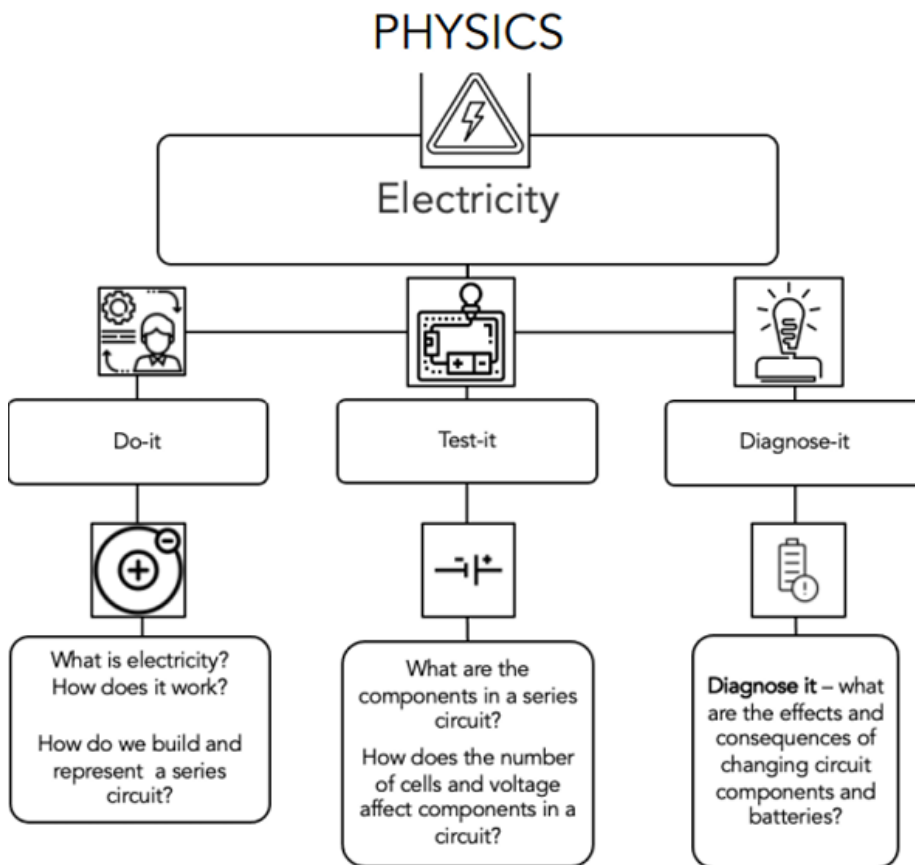 PHYSICS
Electricity
Do-it
Test-it
Diagnose-it
What is electricity?
How does it work?
How do we build and
represent a series
circuit?
What are the
components in a series
circuit?
How does the number
of cells and voltage
affect components in a
circuit?
Diagnose it – what
are the effects and
consequences of
changing circuit
components and
batteries?